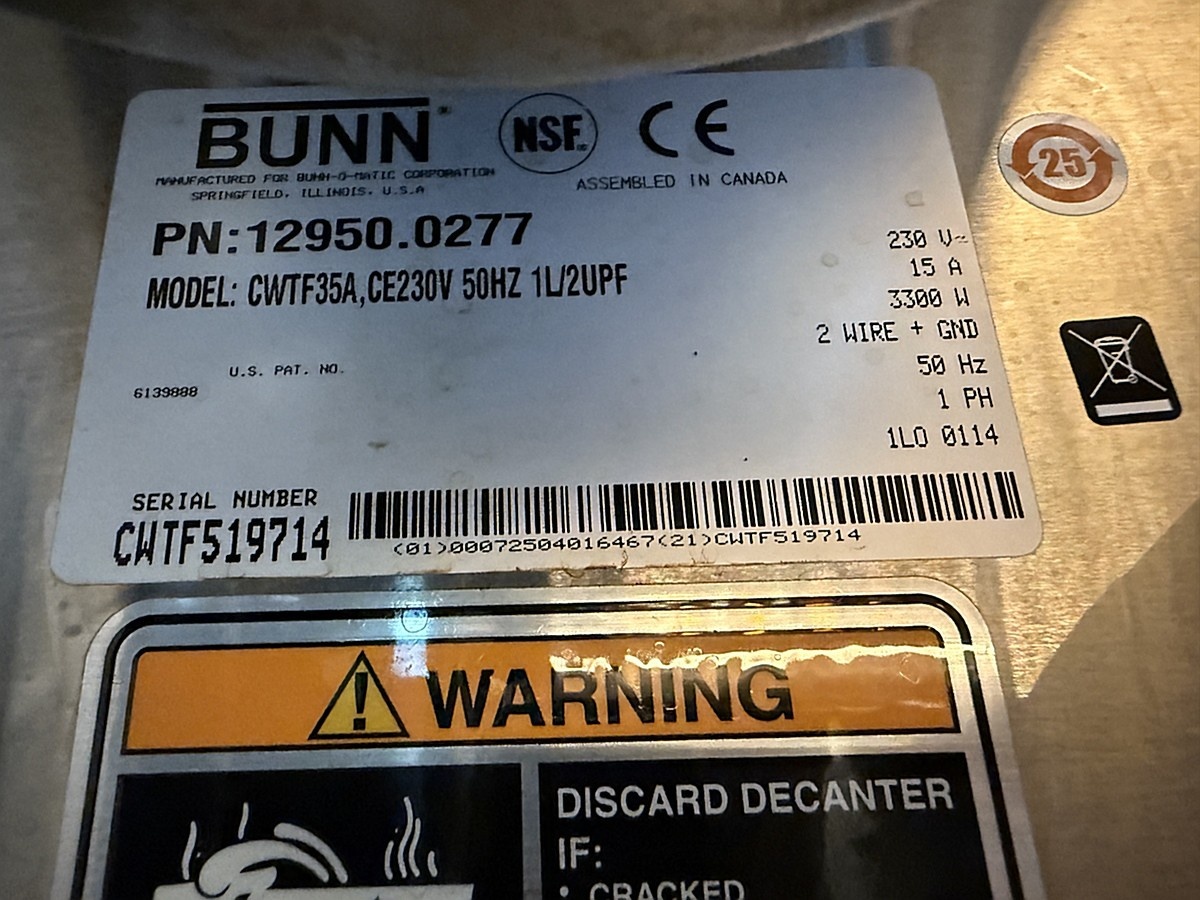 BUNN®
NSF
CE
MANUFACTURED FOR BUNN-O-MATIC CORPORATION
SPRINGFIELD, ILLINOIS, U.S.A
ASSEMBLED IN CANADA
25
PN:12950.0277
MODEL: CWTF35A,CE230V 50HZ 1L/2UPF
230 V~
15 A
3300 W
2 WIRE + GND
50 Hz
1 PH
1LO 0114
U.S. PAT. NO.
6139888
SERIAL NUMBER
CWTF519714
(01)00072504016467(21)CWTF519714
WARNING
DISCARD DECANTER
IF:
• CRACKED